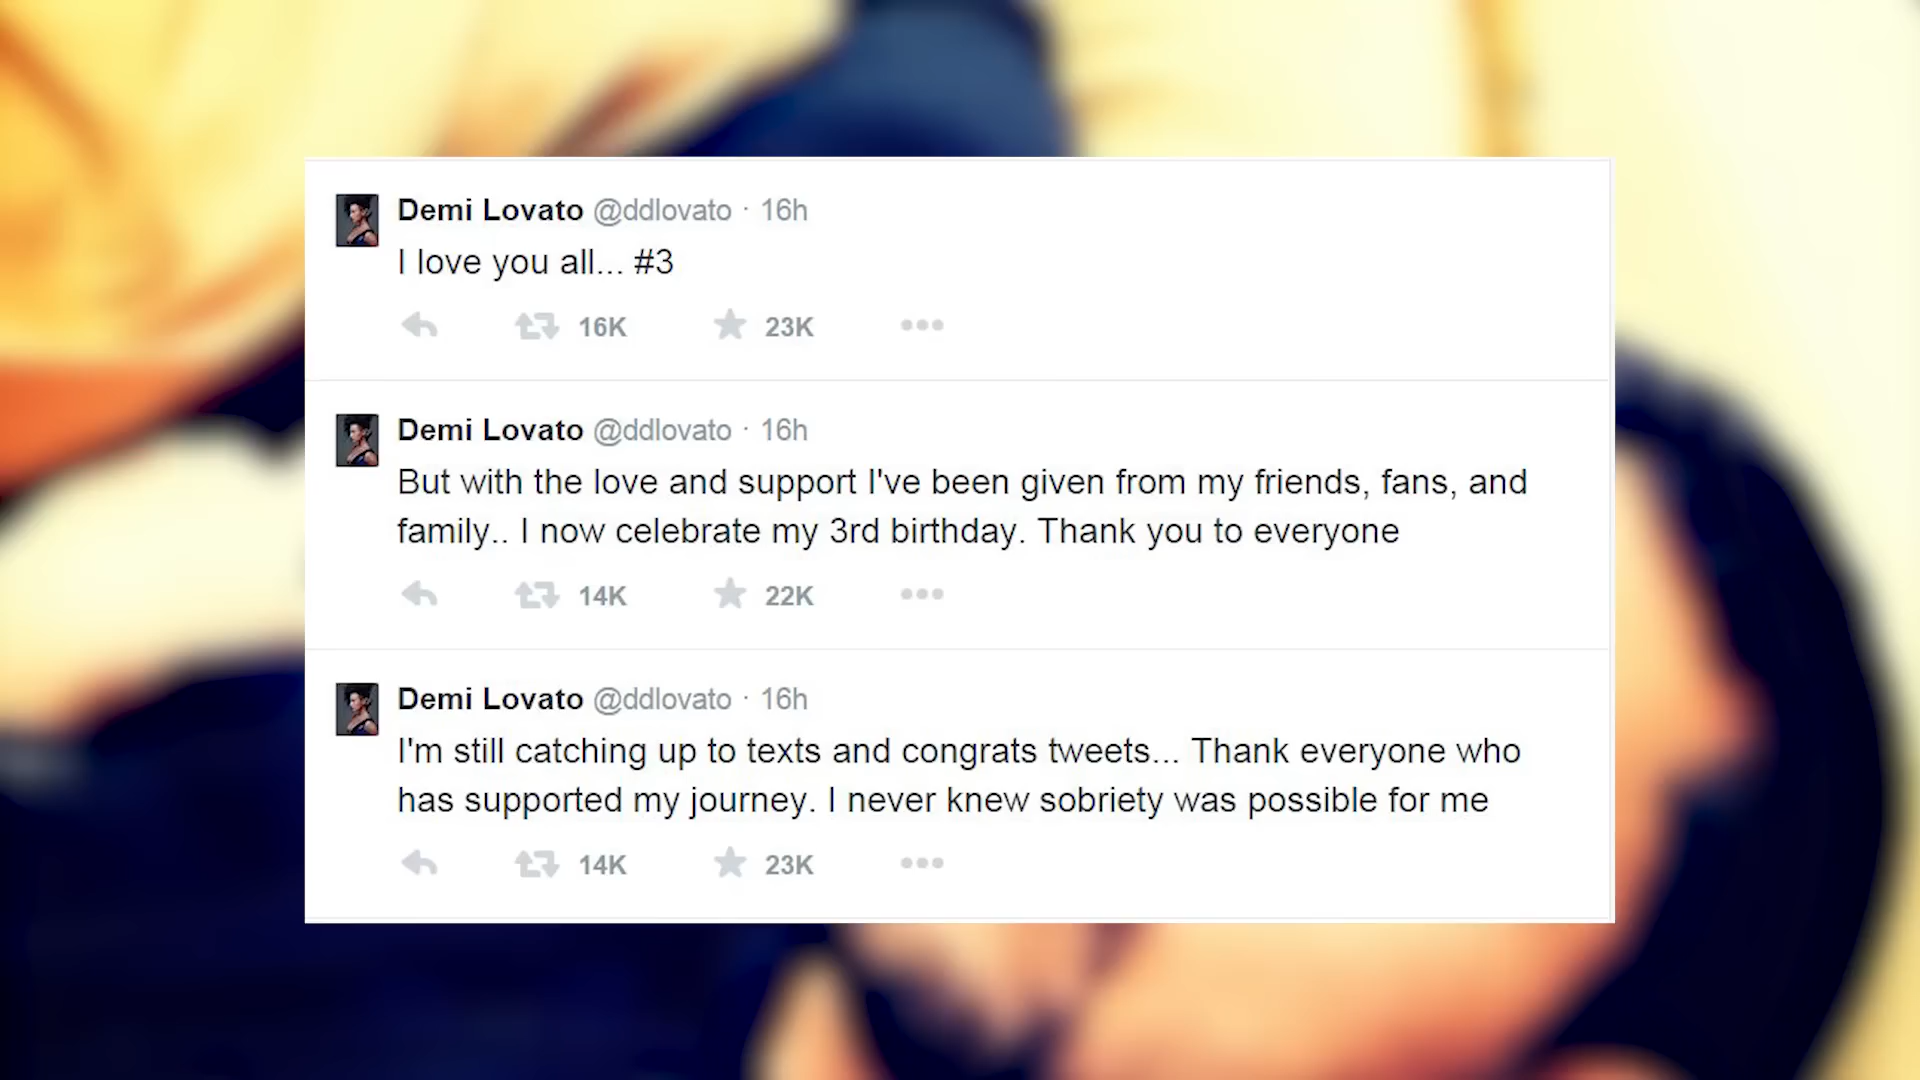 Demi Lovato @ddlovato · 16h
I love you all... #3
16K 23K
Demi Lovato @ddlovato · 16h
But with the love and support I've been given from my friends, fans, and
family.. I now celebrate my 3rd birthday. Thank you to everyone
14K 22K
Demi Lovato @ddlovato · 16h
I'm still catching up to texts and congrats tweets... Thank everyone who
has supported my journey. I never knew sobriety was possible for me
14K 23K